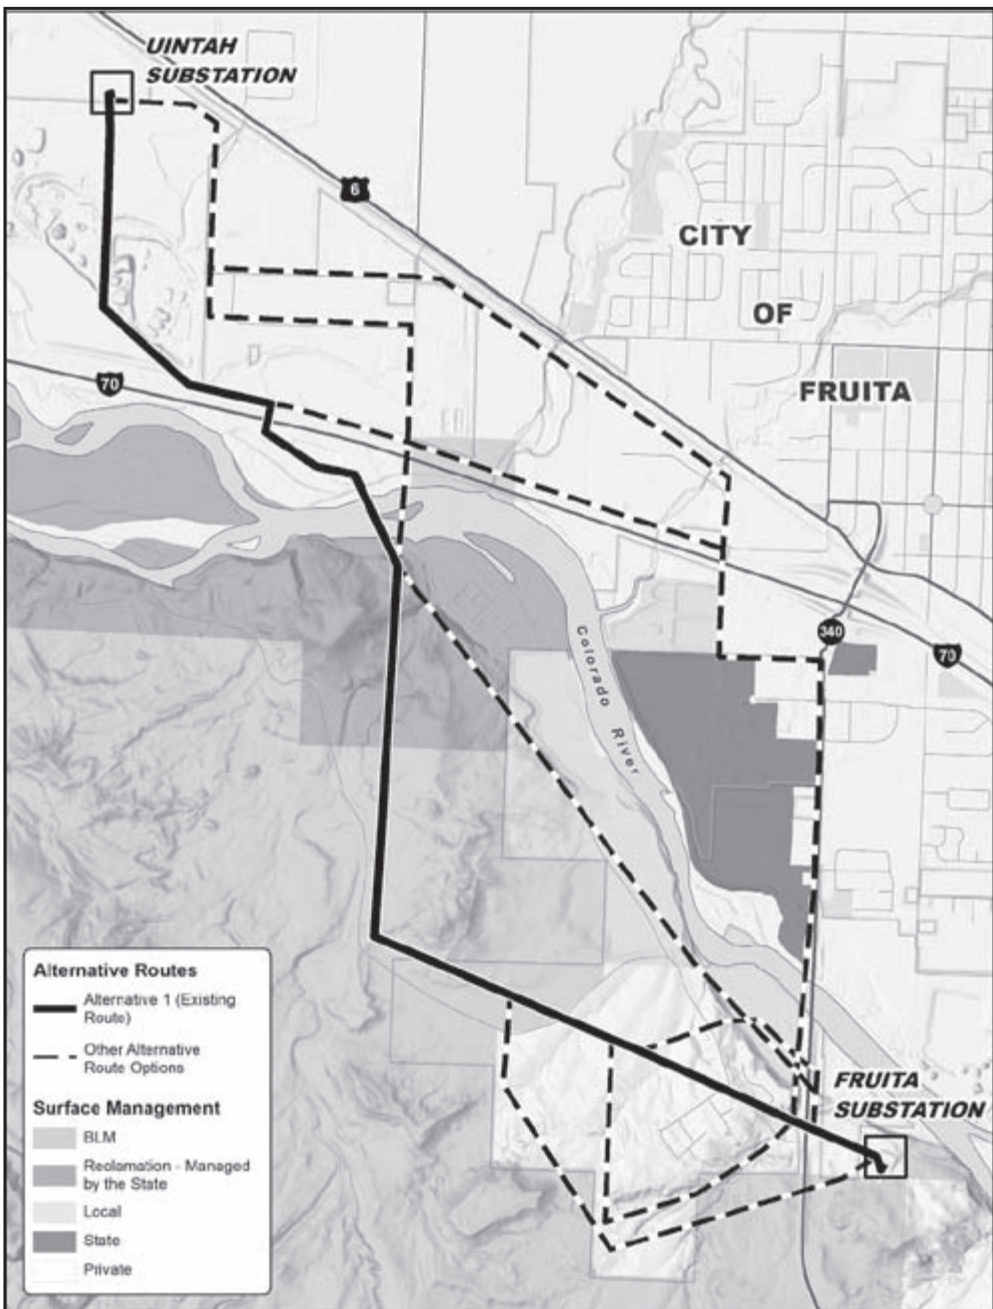 UINTAH
SUBSTATION
6
CITY
OF
FRUITA
70
Colorado River
340
70
FRUITA
SUBSTATION
Alternative Routes
Alternative 1 (Existing
Route)
Other Alternative
Route Options
Surface Management
BLM
Reclamation - Managed
by the State
Local
State
Private